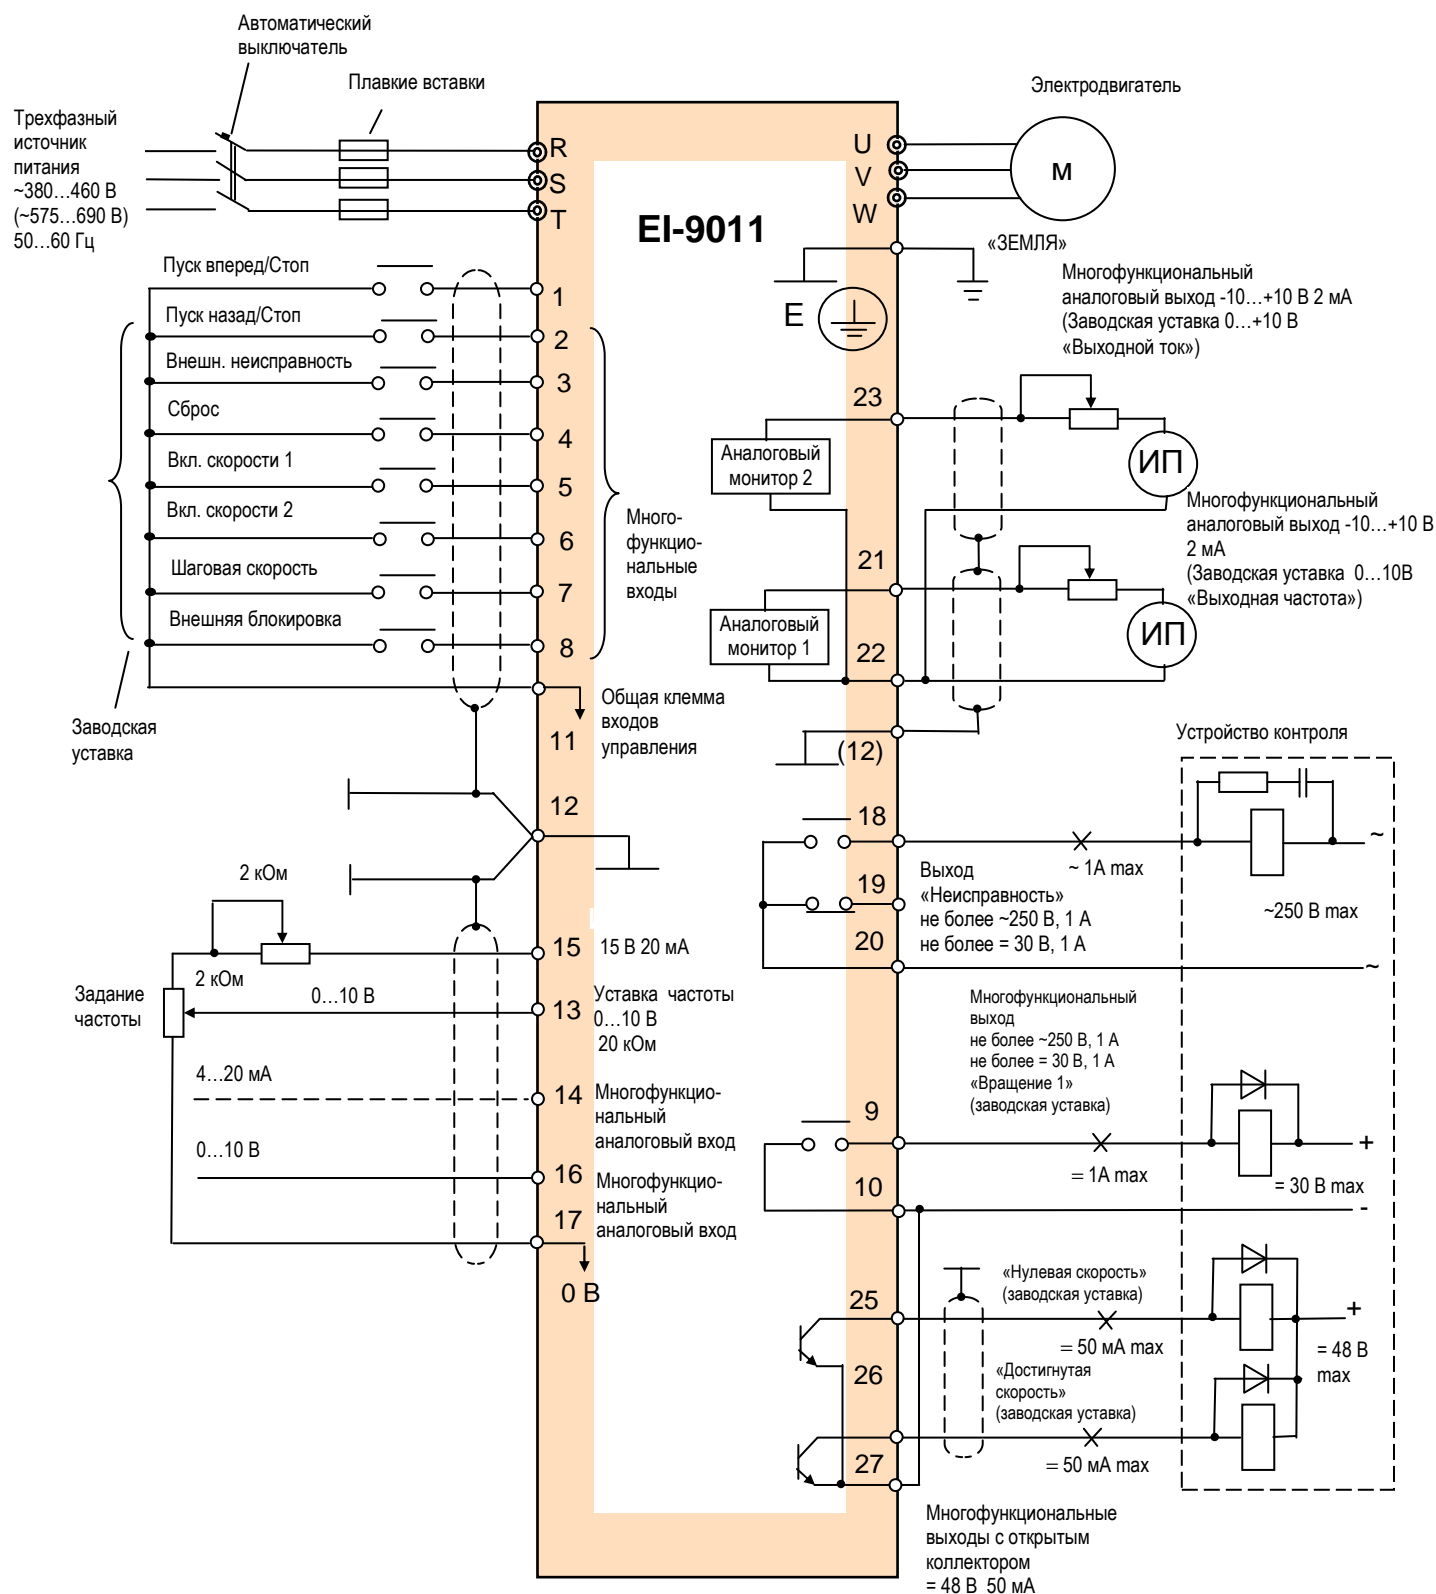 Автоматический
выключатель
Плавкие вставки
Трехфазный
источник
питания
~380…460 В
(~575…690 В)
50…60 Гц
R
S
T
EI-9011
U
V
W
Электродвигатель
М
«ЗЕМЛЯ»
E
Пуск вперед/Стоп
1
Пуск назад/Стоп
2
Внешн. неисправность
3
Сброс
4
Вкл. скорости 1
5
Вкл. скорости 2
6
Шаговая скорость
7
Внешняя блокировка
8
Много-
функцио-
нальные
входы
Заводская
уставка
11
Общая клемма
входов
управления
12
2 кОм
15
15 В 20 мА
2 кОм
Задание
частоты
0…10 В
13
Уставка частоты
0…10 В
20 кОм
4…20 мА
14
Многофункцио-
нальный
аналоговый вход
0…10 В
16
Многофункцио-
нальный
аналоговый вход
17
0 В
Многофункциональный
аналоговый выход -10…+10 В 2 мА
(Заводская уставка 0…+10 В
«Выходной ток»)
23
Аналоговый
монитор 2
ИП
Многофункциональный
аналоговый выход -10…+10 В
2 мА
(Заводская уставка 0…10В
«Выходная частота»)
21
Аналоговый
монитор 1
ИП
22
(12)
Устройство контроля
18
~ 1А max
~
~250 В max
19
Выход
«Неисправность»
не более ~250 В, 1 А
не более = 30 В, 1 А
20
~
Многофункциональный
выход
не более ~250 В, 1 А
не более = 30 В, 1 А
«Вращение 1»
(заводская уставка)
9
= 1А max
+
= 30 В max
10
-
25
«Нулевая скорость»
(заводская уставка)
= 50 мА max
+
= 48 В
max
26
«Достигнутая
скорость»
(заводская уставка)
= 50 мА max
27
Многофункциональные
выходы с открытым
коллектором
= 48 В 50 мА